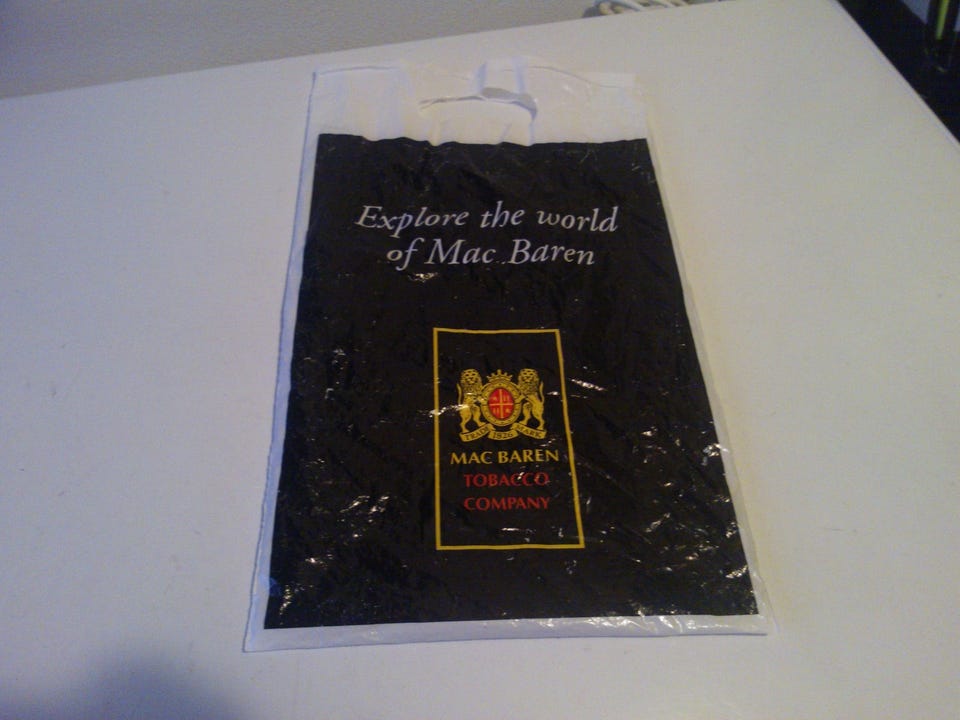 Explore the world
of Mac Baren
TRADE 1826 MARK
MAC BAREN
TOBACCO
COMPANY